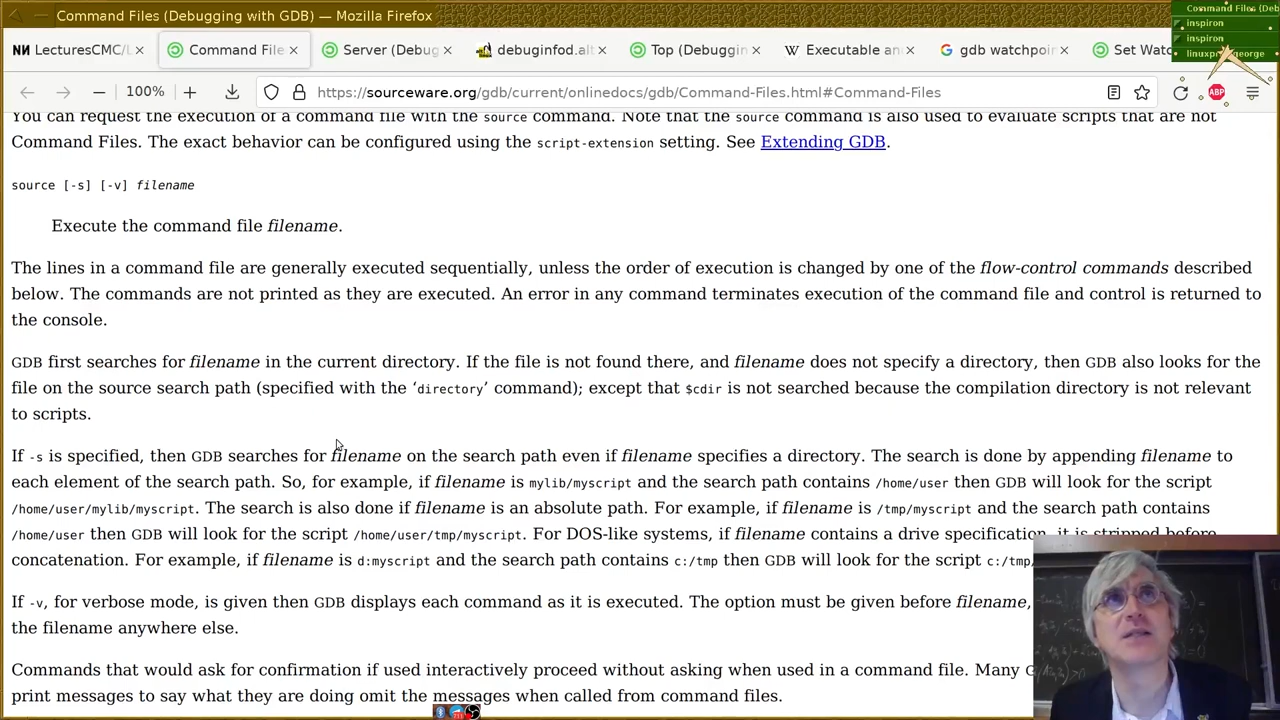 Command Files (Debugging with GDB) — Mozilla Firefox
Command Files (Deb
inspiron
inspiron
linuxpo george
LecturesCMC/L
Command File
Server (Debug
debuginfod.alt
Top (Debuggin
Executable an
gdb watchpoi
Set Wat
100%
https://sourceware.org/gdb/current/onlinedocs/gdb/Command-Files.html#Command-Files
ABP
You can request the execution of a command file with the source command. Note that the source command is also used to evaluate scripts that are not
Command Files. The exact behavior can be configured using the script-extension setting. See Extending GDB.
source [-s] [-v] filename
Execute the command file filename.
The lines in a command file are generally executed sequentially, unless the order of execution is changed by one of the flow-control commands described
below. The commands are not printed as they are executed. An error in any command terminates execution of the command file and control is returned to
the console.
GDB first searches for filename in the current directory. If the file is not found there, and filename does not specify a directory, then GDB also looks for the
file on the source search path (specified with the ‘directory’ command); except that $cdir is not searched because the compilation directory is not relevant
to scripts.
If -s is specified, then GDB searches for filename on the search path even if filename specifies a directory. The search is done by appending filename to
each element of the search path. So, for example, if filename is mylib/myscript and the search path contains /home/user then GDB will look for the script
/home/user/mylib/myscript. The search is also done if filename is an absolute path. For example, if filename is /tmp/myscript and the search path contains
/home/user then GDB will look for the script /home/user/tmp/myscript. For DOS-like systems, if filename contains a drive specification, it is stripped before
concatenation. For example, if filename is d:myscript and the search path contains c:/tmp then GDB will look for the script c:/tmp/
If -v, for verbose mode, is given then GDB displays each command as it is executed. The option must be given before filename,
the filename anywhere else.
Commands that would ask for confirmation if used interactively proceed without asking when used in a command file. Many G
print messages to say what they are doing omit the messages when called from command files.